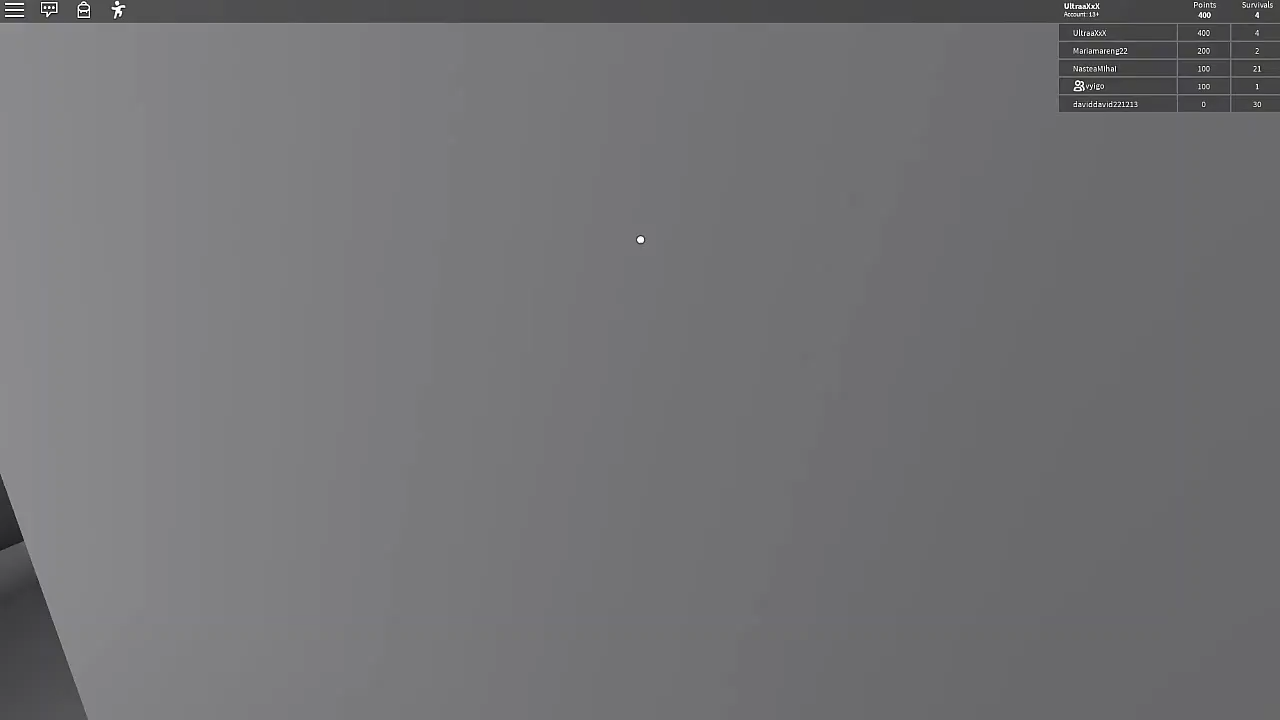 UltraaXxX Points Survivals
Account: 13+ 400 4
UltraaXxX 400 4
Mariamareng22 200 2
NasteaMIhai 100 21
vyigo 100 1
daviddavid221213 0 30